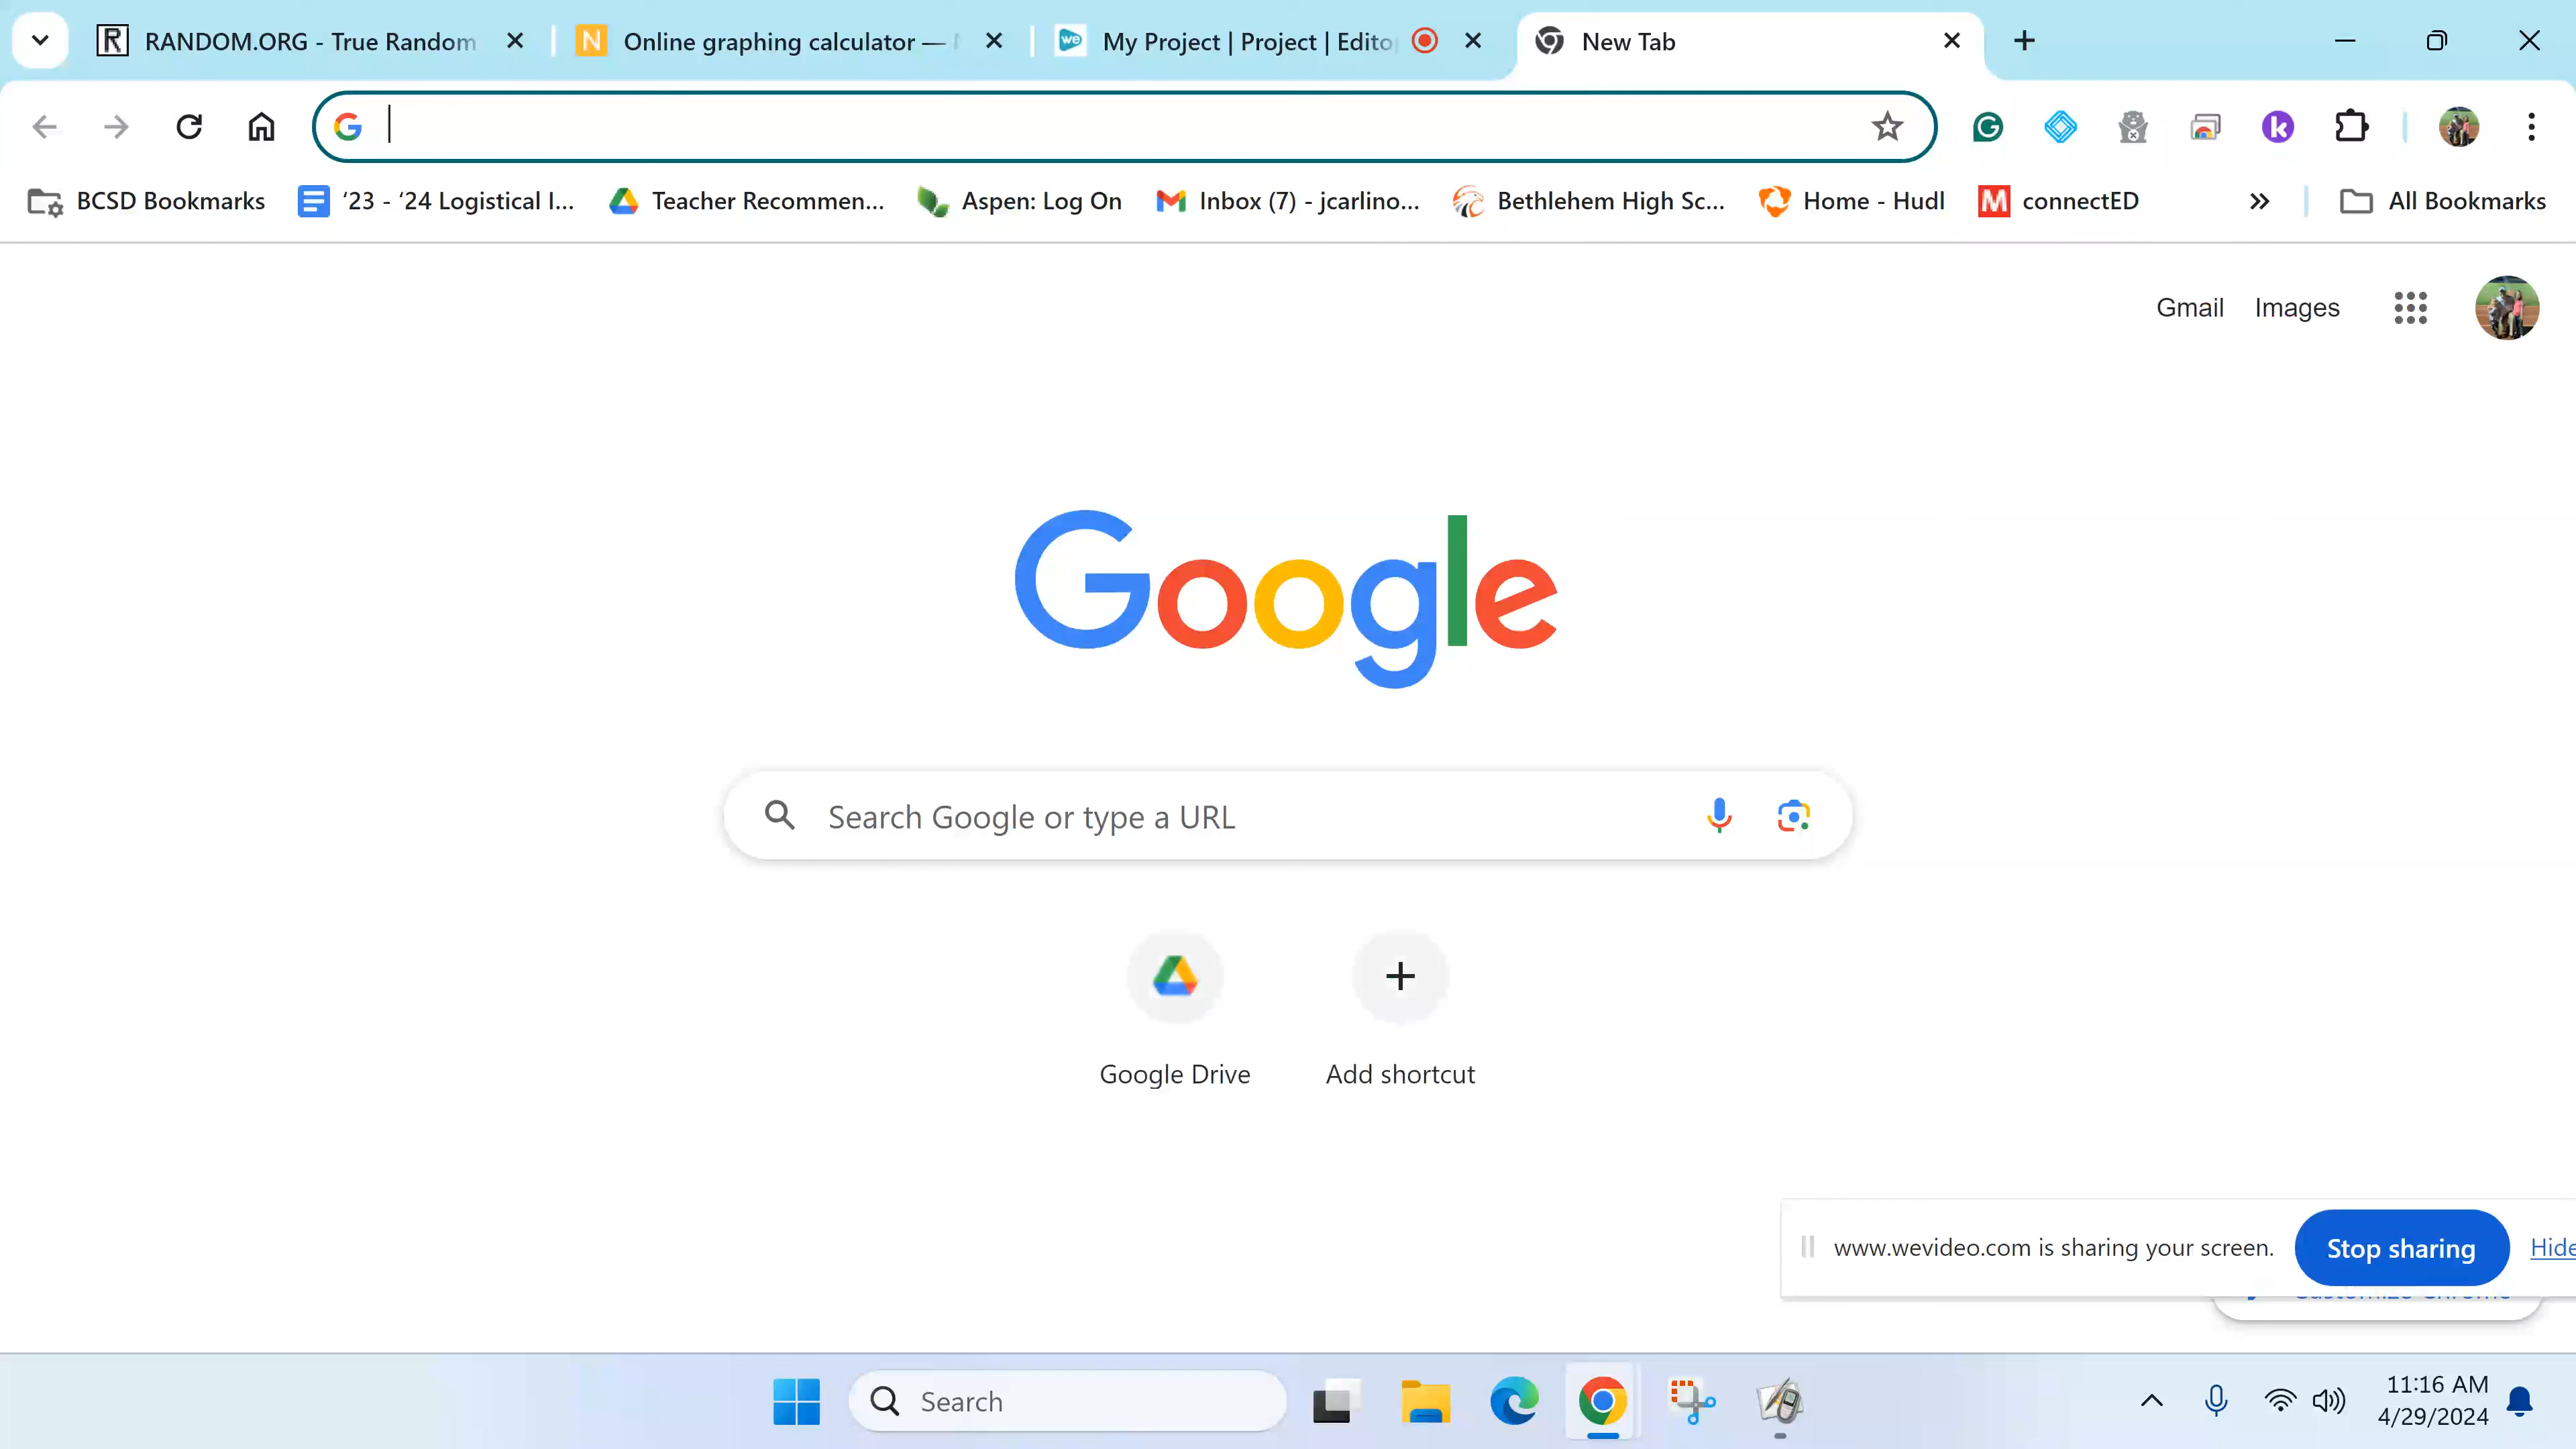 RANDOM.ORG - True Random
Online graphing calculator —
My Project | Project | Edito
New Tab
BCSD Bookmarks
‘23 - ‘24 Logistical I...
Teacher Recommen...
Aspen: Log On
Inbox (7) - jcarlino...
Bethlehem High Sc...
Home - Hudl
connectED
All Bookmarks
Gmail
Images
Google
Search Google or type a URL
Google Drive
Add shortcut
www.wevideo.com is sharing your screen.
Stop sharing
Hide
Search
11:16 AM
4/29/2024